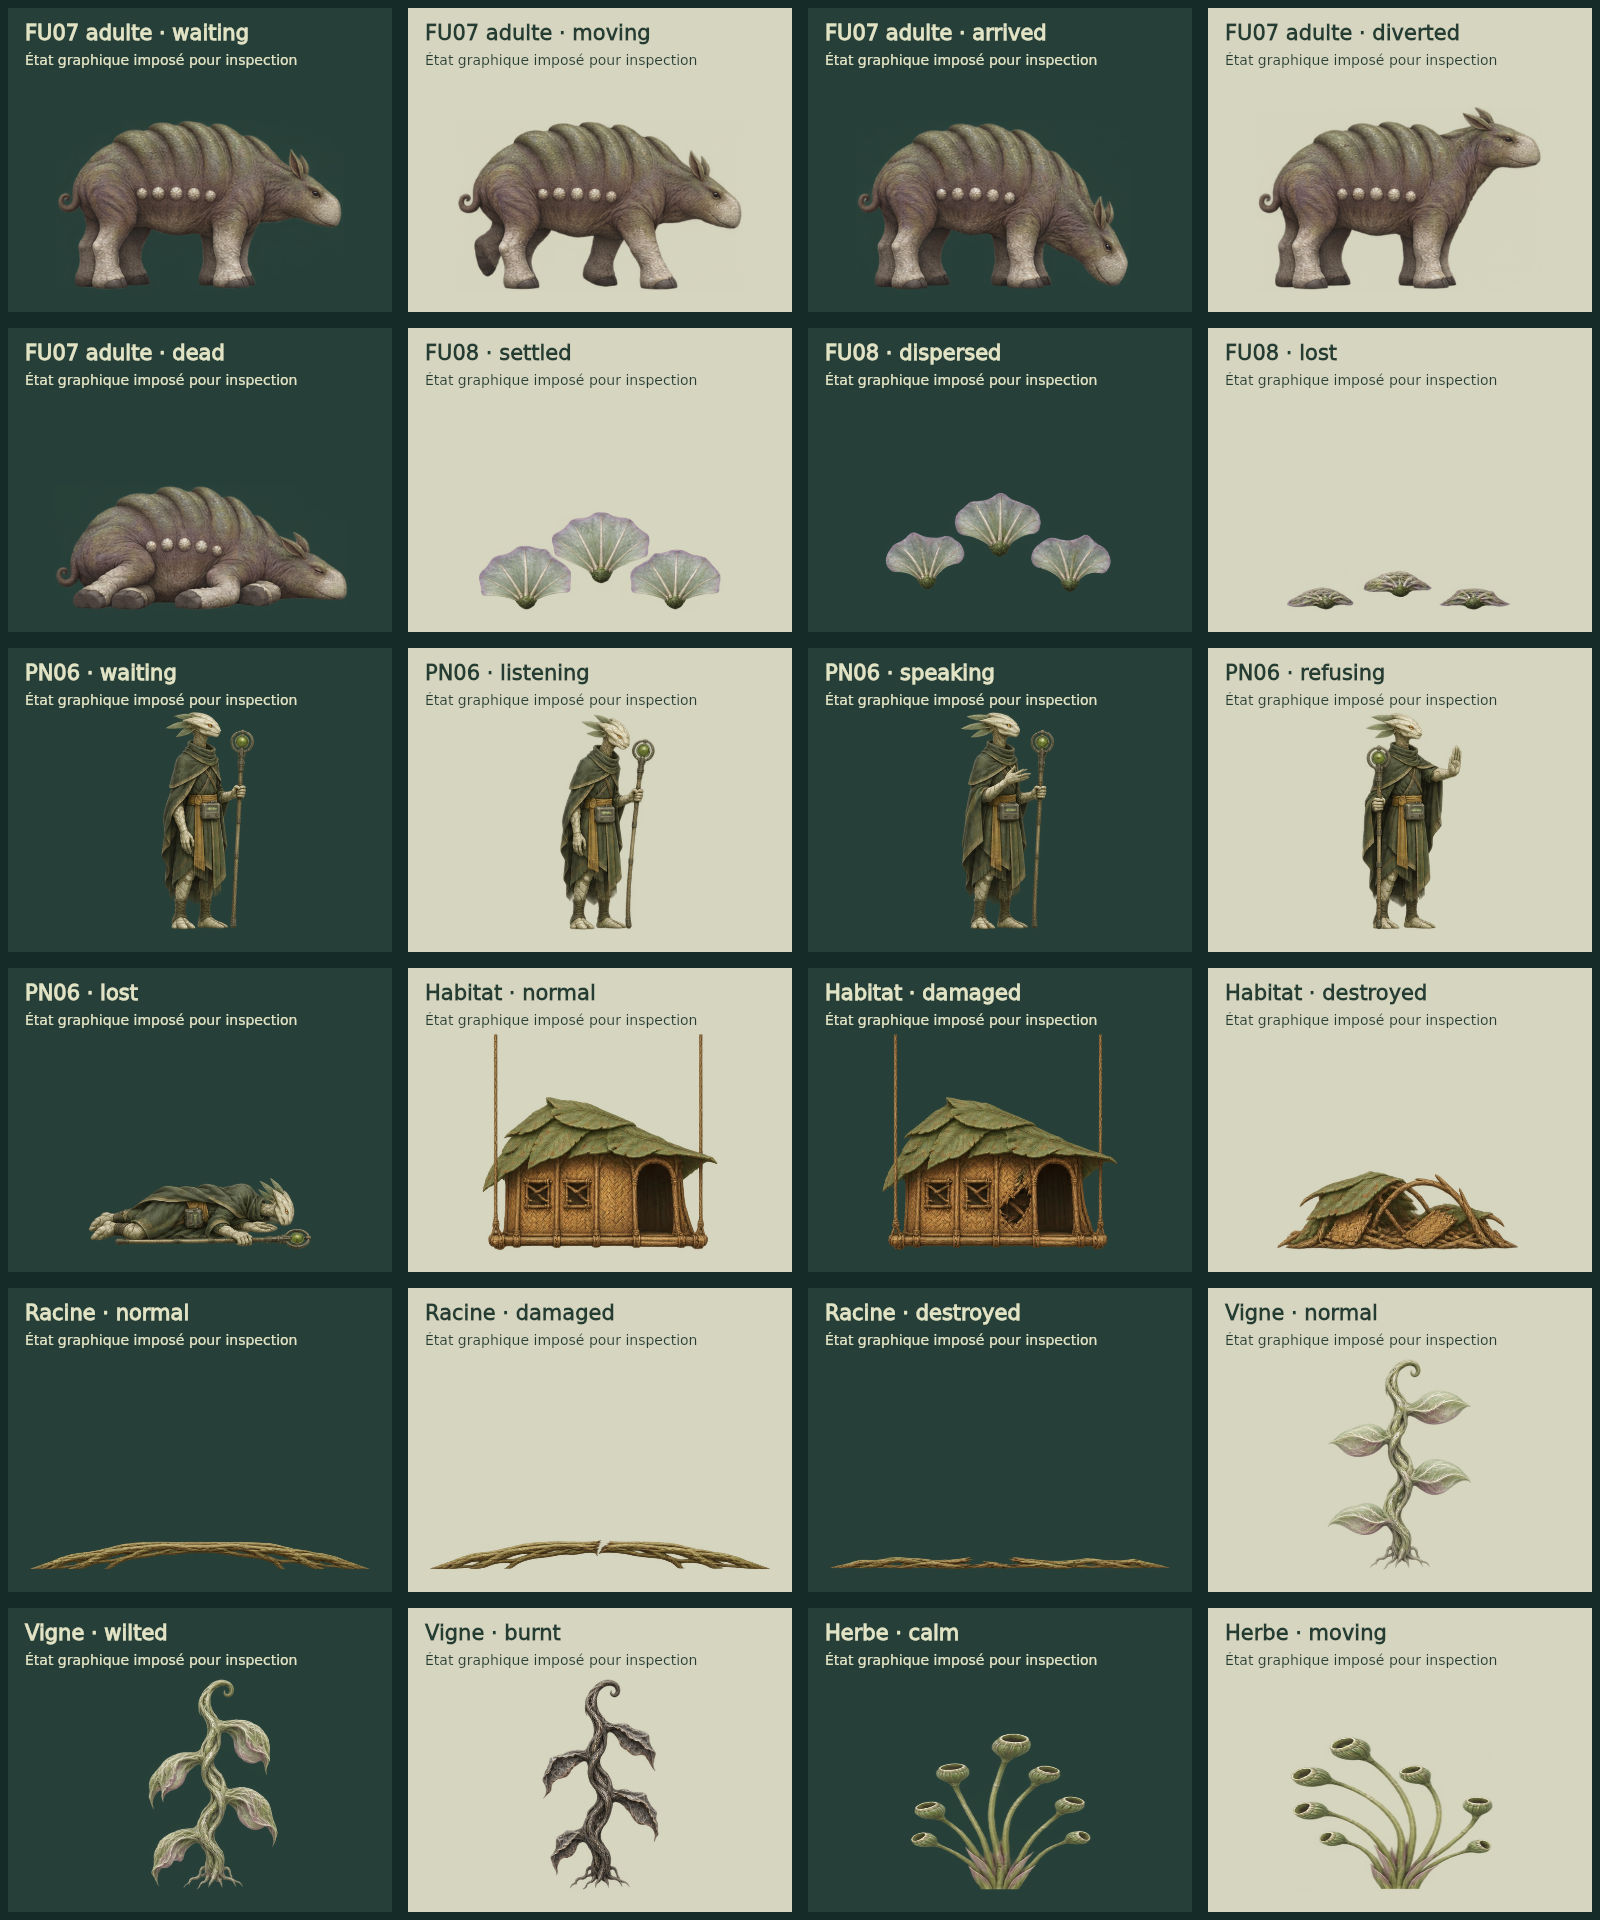 FU07 adulte · waiting
État graphique imposé pour inspection
FU07 adulte · moving
État graphique imposé pour inspection
FU07 adulte · arrived
État graphique imposé pour inspection
FU07 adulte · diverted
État graphique imposé pour inspection
FU07 adulte · dead
État graphique imposé pour inspection
FU08 · settled
État graphique imposé pour inspection
FU08 · dispersed
État graphique imposé pour inspection
FU08 · lost
État graphique imposé pour inspection
PN06 · waiting
État graphique imposé pour inspection
PN06 · listening
État graphique imposé pour inspection
PN06 · speaking
État graphique imposé pour inspection
PN06 · refusing
État graphique imposé pour inspection
PN06 · lost
État graphique imposé pour inspection
Habitat · normal
État graphique imposé pour inspection
Habitat · damaged
État graphique imposé pour inspection
Habitat · destroyed
État graphique imposé pour inspection
Racine · normal
État graphique imposé pour inspection
Racine · damaged
État graphique imposé pour inspection
Racine · destroyed
État graphique imposé pour inspection
Vigne · normal
État graphique imposé pour inspection
Vigne · wilted
État graphique imposé pour inspection
Vigne · burnt
État graphique imposé pour inspection
Herbe · calm
État graphique imposé pour inspection
Herbe · moving
État graphique imposé pour inspection